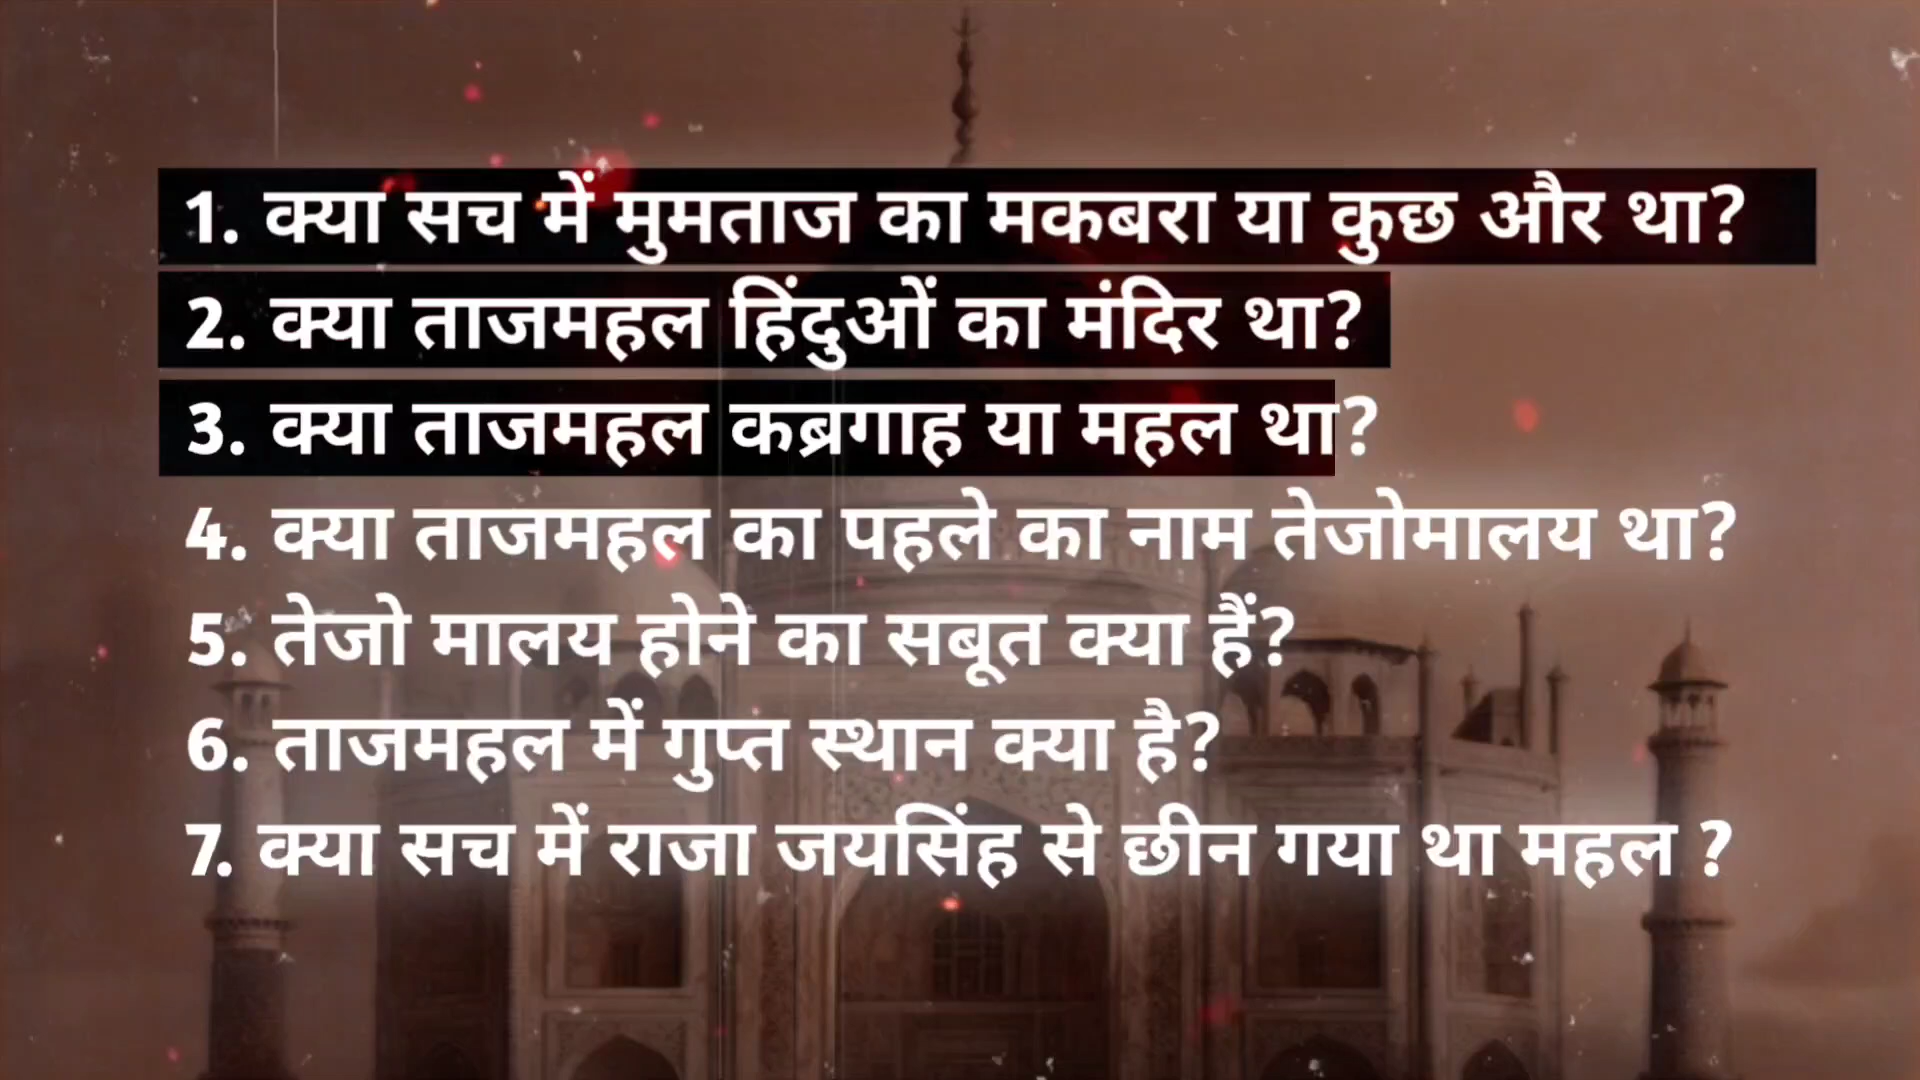 1. क्या सच में मुमताज का मकबरा या कुछ और था?
2. क्या ताजमहल हिंदुओं का मंदिर था?
3. क्या ताजमहल कब्रगाह या महल था?
4. क्या ताजमहल का पहले का नाम तेजोमालय था?
5. तेजो मालय होने का सबूत क्या हैं?
6. ताजमहल में गुप्त स्थान क्या है?
7. क्या सच में राजा जयसिंह से छीन गया था महल ?